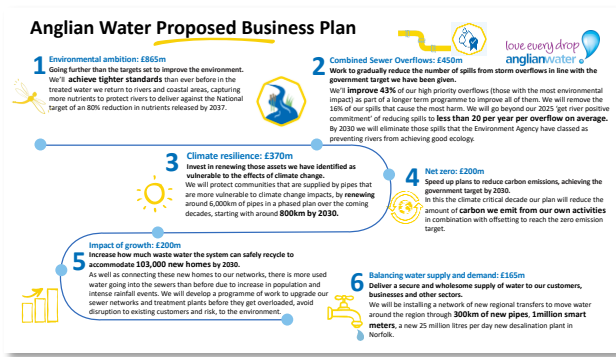 Anglian Water Proposed Business Plan
love every drop
anglianwater
1
Environmental ambition: £865m
Going further than the targets set to improve the environment.
We'll achieve tighter standards than ever before in the
treated water we return to rivers and coastal areas, capturing
more nutrients to protect rivers to deliver against the National
target of an 80% reduction in nutrients released by 2037.
2
Combined Sewer Overflows: £450m
Work to gradually reduce the number of spills from storm overflows in line with the
government target we have been given.
We'll improve 43% of our high priority overflows (those with the most environmental
impact) as part of a longer term programme to improve all of them. We will remove the
16% of our spills that cause the most harm. We will go beyond our 2025 'get river positive
commitment' of reducing spills to less than 20 per year per overflow on average.
By 2030 we will eliminate those spills that the Environment Agency have classed as
preventing rivers from achieving good ecology.
3
Climate resilience: £370m
Invest in renewing those assets we have identified as
vulnerable to the effects of climate change.
We will protect communities that are supplied by pipes that
are more vulnerable to climate change impacts, by renewing
around 6,000km of pipes in a phased plan over the coming
decades, starting with around 800km by 2030.
4
Net zero: £200m
Speed up plans to reduce carbon emissions, achieving the
government target by 2030.
In this the climate critical decade our plan will reduce the
amount of carbon we emit from our own activities
in combination with offsetting to reach the zero emission
target.
5
Impact of growth: £200m
Increase how much waste water the system can safely recycle to
accommodate 103,000 new homes by 2030.
As well as connecting these new homes to our networks, there is more used
water going into the sewers than before due to increase in population and
intense rainfall events. We will develop a programme of work to upgrade our
sewer networks and treatment plants before they get overloaded, avoid
disruption to existing customers and risk, to the environment.
6
Balancing water supply and demand: £165m
Deliver a secure and wholesome supply of water to our customers,
businesses and other sectors.
We will be installing a network of new regional transfers to move water
around the region through 300km of new pipes, 1million smart
meters, a new 25 million litres per day new desalination plant in
Norfolk.